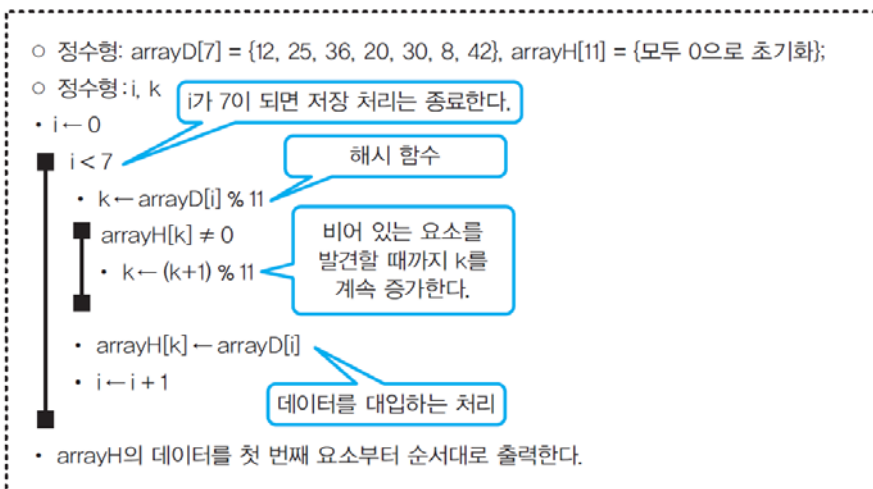 ○ 정수형: arrayD[7] = {12, 25, 36, 20, 30, 8, 42}, arrayH[11] = {모두 0으로 초기화};
○ 정수형: i, k
i가 7이 되면 저장 처리는 종료한다.
• i ← 0
i < 7
해시 함수
• k ← arrayD[i] % 11
arrayH[k] ≠ 0
• k ← (k+1) % 11
비어 있는 요소를
발견할 때까지 k를
계속 증가한다.
• arrayH[k] ← arrayD[i]
• i ← i + 1
데이터를 대입하는 처리
• arrayH의 데이터를 첫 번째 요소부터 순서대로 출력한다.